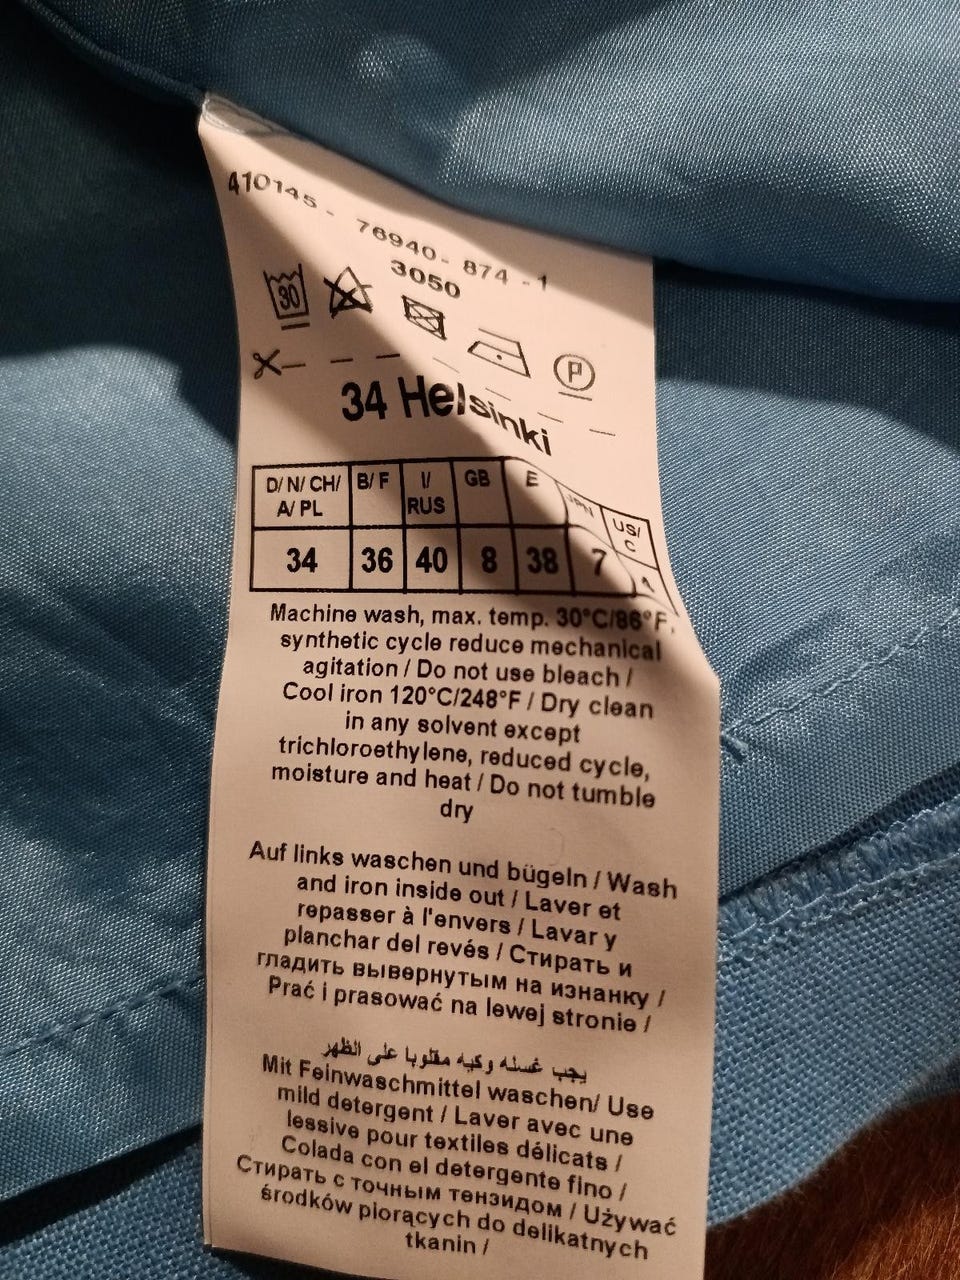 410145 - 76940 - 874 - 1
3050
30
P
34 Helsinki
D/ N/ CH/ A/ PL B/ F I/ RUS GB E JPN US/ C
34 36 40 8 38 7 4
Machine wash, max. temp. 30°C/86°F,
synthetic cycle reduce mechanical
agitation / Do not use bleach /
Cool iron 120°C/248°F / Dry clean
in any solvent except
trichloroethylene, reduced cycle,
moisture and heat / Do not tumble
dry
Auf links waschen und bügeln / Wash
and iron inside out / Laver et
repasser à l'envers / Lavar y
planchar del revés / Стирать и
гладить вывернутым на изнанку /
Prać i prasować na lewej stronie /
يجب غسله وكيه مقلوبا على الظهر
Mit Feinwaschmittel waschen/ Use
mild detergent / Laver avec une
lessive pour textiles délicats /
Colada con el detergente fino /
Стирать с точным тензидом / Używać
środków piorących do delikatnych
tkanin /